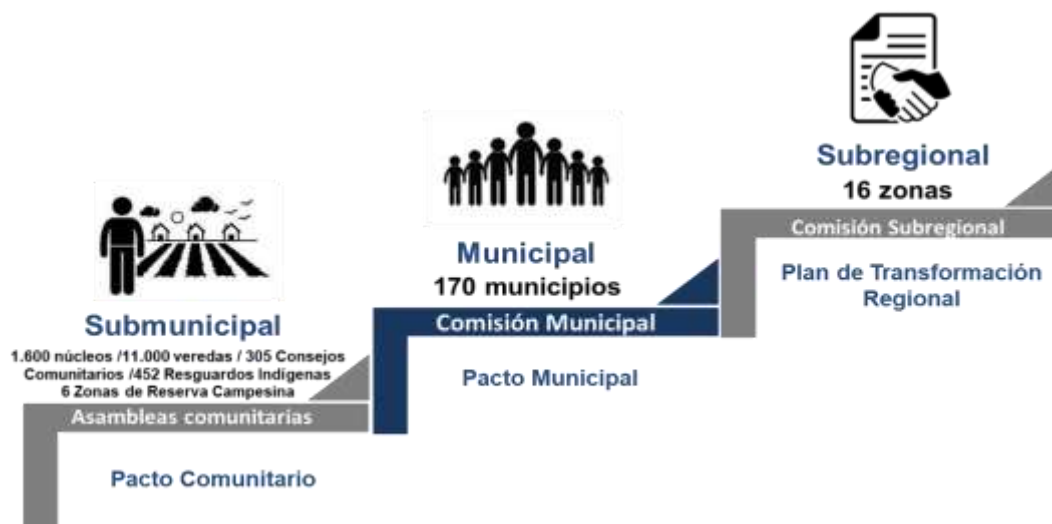 Submunicipal
1.600 núcleos /11.000 veredas / 305 Consejos
Comunitarios /452 Resguardos Indígenas
6 Zonas de Reserva Campesina
Asambleas comunitarias
Pacto Comunitario
Municipal
170 municipios
Comisión Municipal
Pacto Municipal
Subregional
16 zonas
Comisión Subregional
Plan de Transformación
Regional